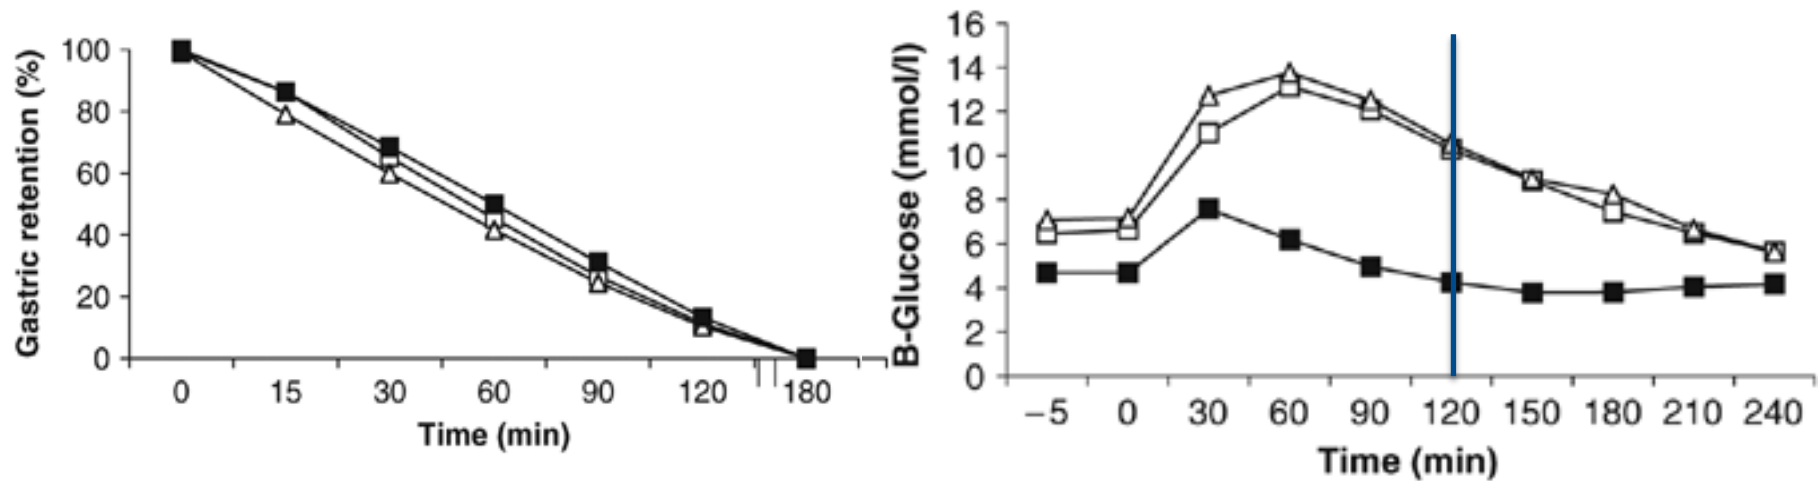 Gastric retention (%)
100
80
60
40
20
0
0 15 30 60 90 120 180
Time (min)
B-Glucose (mmol/l)
16
14
12
10
8
6
4
2
0
−5 0 30 60 90 120 150 180 210 240
Time (min)